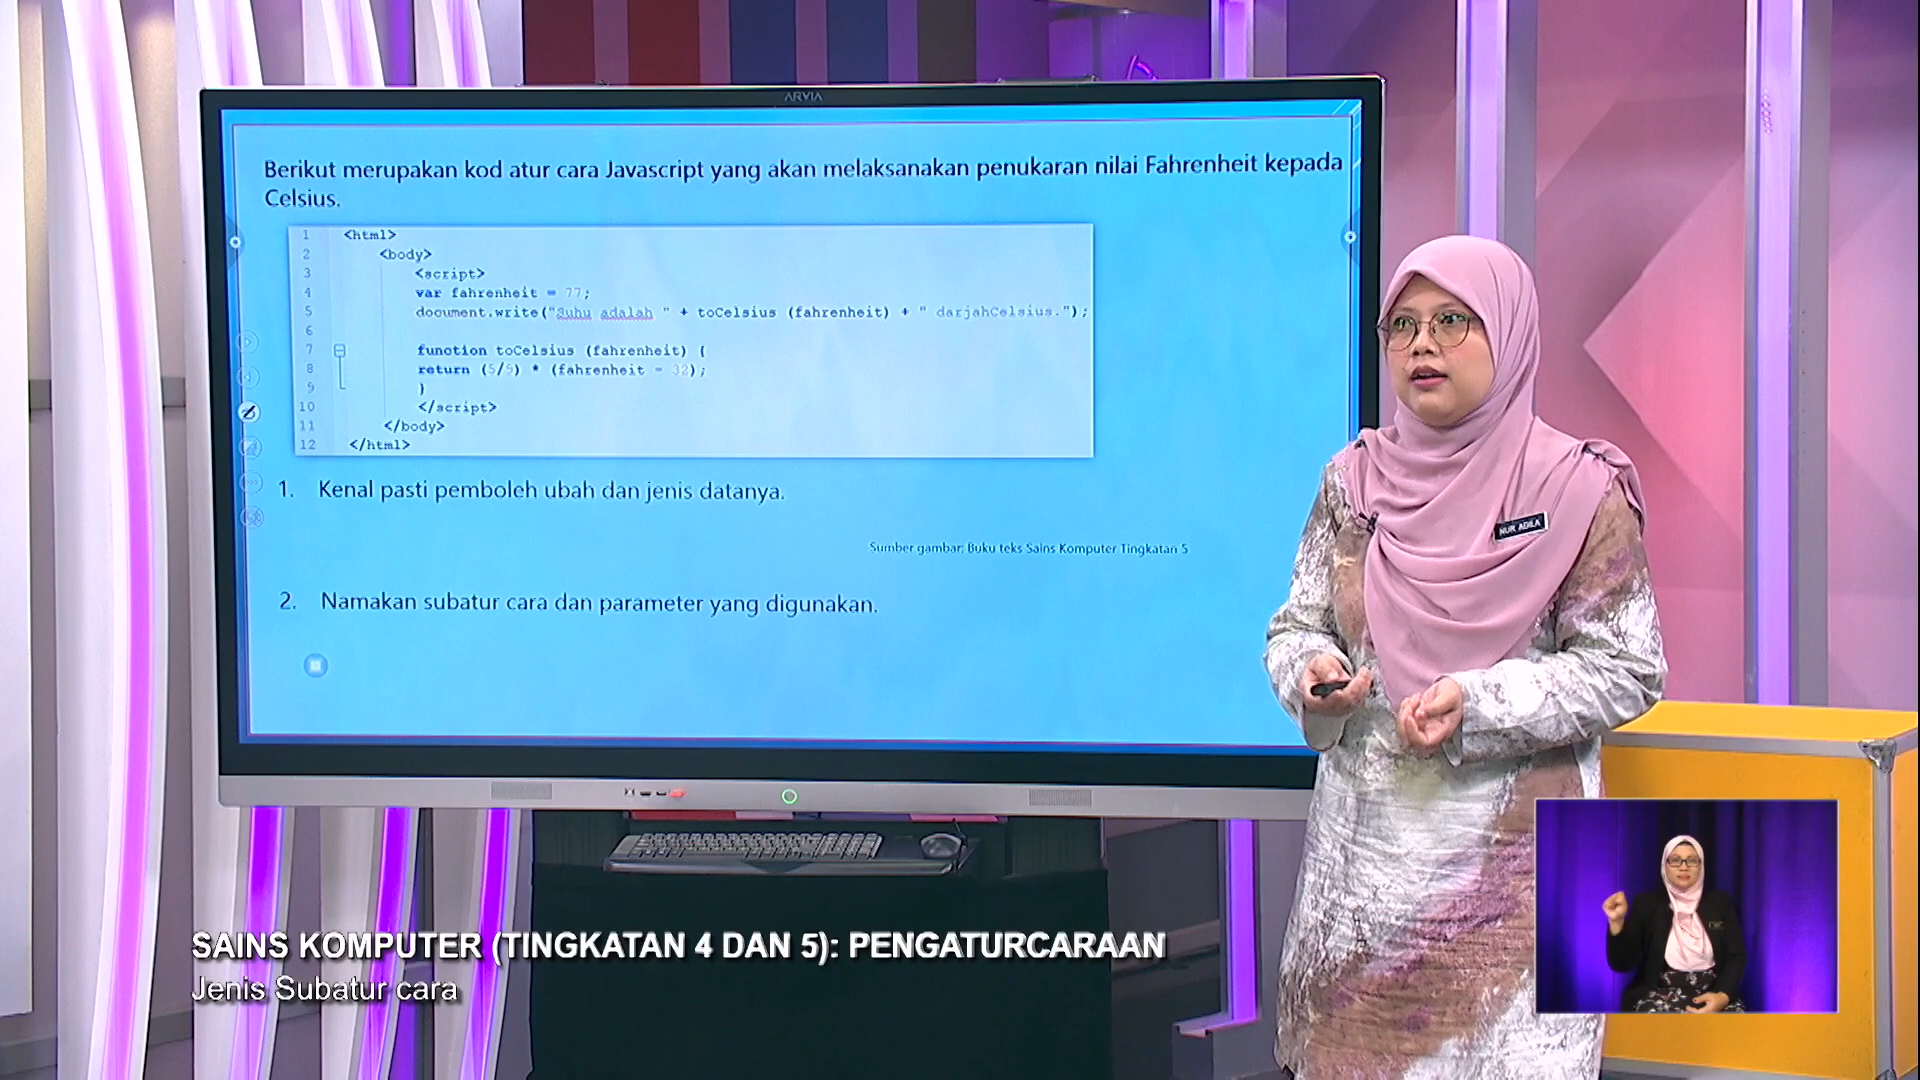 ARVIA
Berikut merupakan kod atur cara Javascript yang akan melaksanakan penukaran nilai Fahrenheit kepada
Celsius.
1 <html>
2 <body>
3 <script>
4 var fahrenheit = 77;
5 document.write("Suhu adalah " + toCelsius (fahrenheit) + " darjahCelsius.");
6
7 function toCelsius (fahrenheit) {
8 return (5/9) * (fahrenheit - 32);
9 }
10 </script>
11 </body>
12 </html>
1. Kenal pasti pemboleh ubah dan jenis datanya.
Sumber gambar: Buku teks Sains Komputer Tingkatan 5
2. Namakan subatur cara dan parameter yang digunakan.
NUR ADILA
SAINS KOMPUTER (TINGKATAN 4 DAN 5): PENGATURCARAAN
Jenis Subatur cara